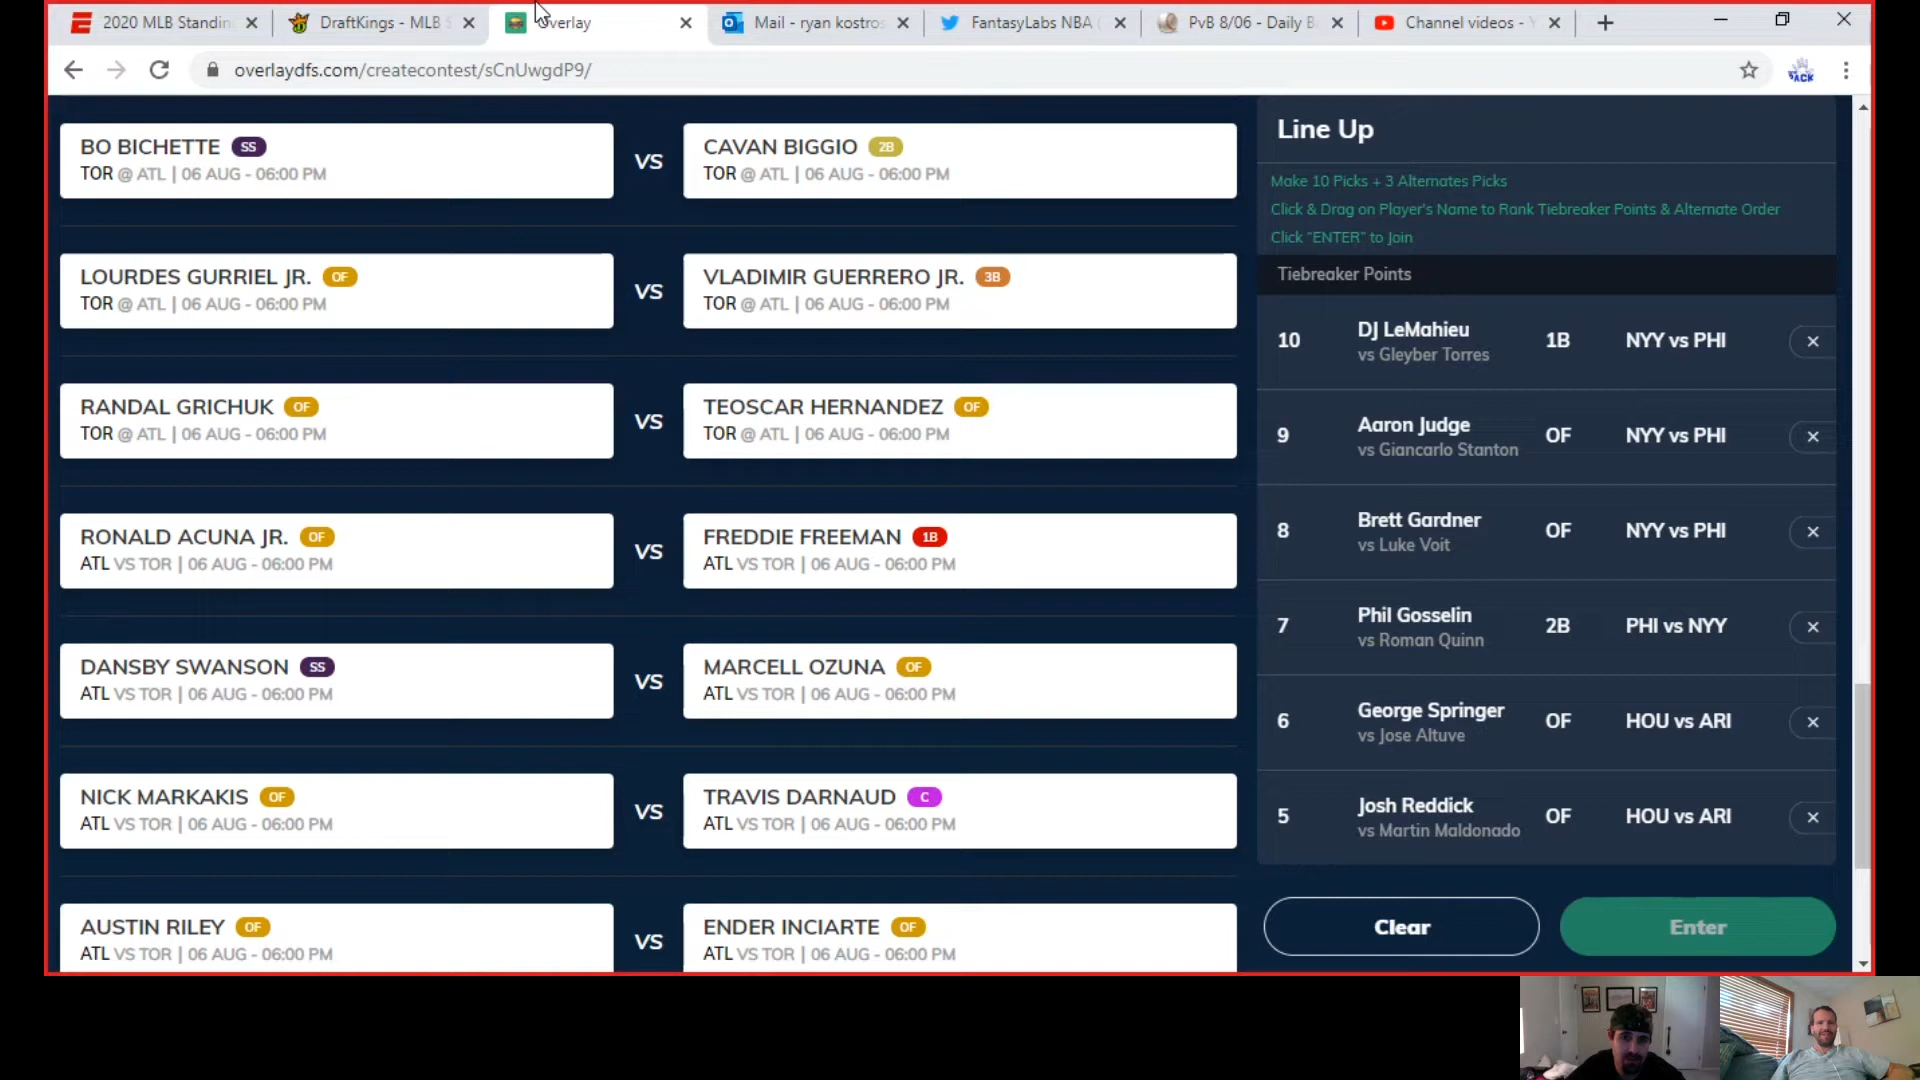 2020 MLB Standin
DraftKings - MLB S
Overlay
Mail - ryan kostros
FantasyLabs NBA
PvB 8/06 - Daily B
Channel videos - Y
overlaydfs.com/createcontest/sCnUwgdP9/
BO BICHETTE SS
TOR @ ATL | 06 AUG - 06:00 PM
VS
CAVAN BIGGIO 2B
TOR @ ATL | 06 AUG - 06:00 PM
LOURDES GURRIEL JR. OF
TOR @ ATL | 06 AUG - 06:00 PM
VS
VLADIMIR GUERRERO JR. 3B
TOR @ ATL | 06 AUG - 06:00 PM
RANDAL GRICHUK OF
TOR @ ATL | 06 AUG - 06:00 PM
VS
TEOSCAR HERNANDEZ OF
TOR @ ATL | 06 AUG - 06:00 PM
RONALD ACUNA JR. OF
ATL VS TOR | 06 AUG - 06:00 PM
VS
FREDDIE FREEMAN 1B
ATL VS TOR | 06 AUG - 06:00 PM
DANSBY SWANSON SS
ATL VS TOR | 06 AUG - 06:00 PM
VS
MARCELL OZUNA OF
ATL VS TOR | 06 AUG - 06:00 PM
NICK MARKAKIS OF
ATL VS TOR | 06 AUG - 06:00 PM
VS
TRAVIS DARNAUD C
ATL VS TOR | 06 AUG - 06:00 PM
AUSTIN RILEY OF
ATL VS TOR | 06 AUG - 06:00 PM
VS
ENDER INCIARTE OF
ATL VS TOR | 06 AUG - 06:00 PM
Line Up
Make 10 Picks + 3 Alternates Picks
Click & Drag on Player's Name to Rank Tiebreaker Points & Alternate Order
Click "ENTER" to Join
Tiebreaker Points
10 DJ LeMahieu 1B NYY vs PHI
vs Gleyber Torres
9 Aaron Judge OF NYY vs PHI
vs Giancarlo Stanton
8 Brett Gardner OF NYY vs PHI
vs Luke Voit
7 Phil Gosselin 2B PHI vs NYY
vs Roman Quinn
6 George Springer OF HOU vs ARI
vs Jose Altuve
5 Josh Reddick OF HOU vs ARI
vs Martin Maldonado
Clear
Enter